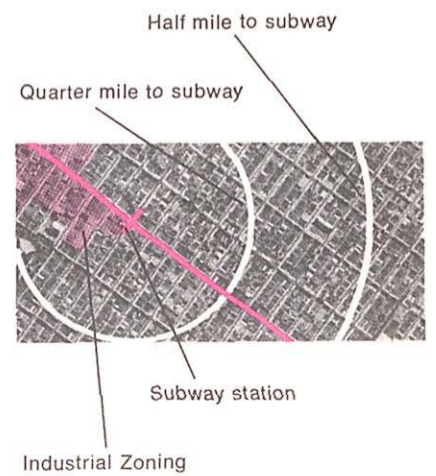 Half mile to subway
Quarter mile to subway
Subway station
Industrial Zoning